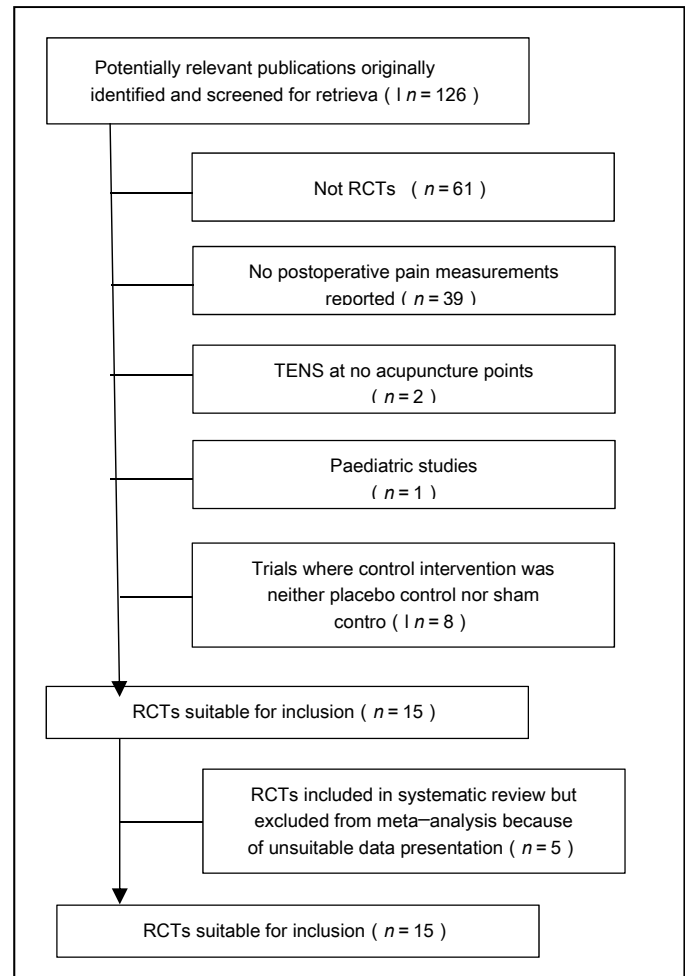 Potentially relevant publications originally
identified and screened for retrieva ( l n = 126 )
Not RCTs ( n = 61 )
No postoperative pain measurements
reported ( n = 39 )
TENS at no acupuncture points
( n = 2 )
Paediatric studies
( n = 1 )
Trials where control intervention was
neither placebo control nor sham
contro ( l n = 8 )
RCTs suitable for inclusion ( n = 15 )
RCTs included in systematic review but
excluded from meta−analysis because
of unsuitable data presentation ( n = 5 )
RCTs suitable for inclusion ( n = 15 )